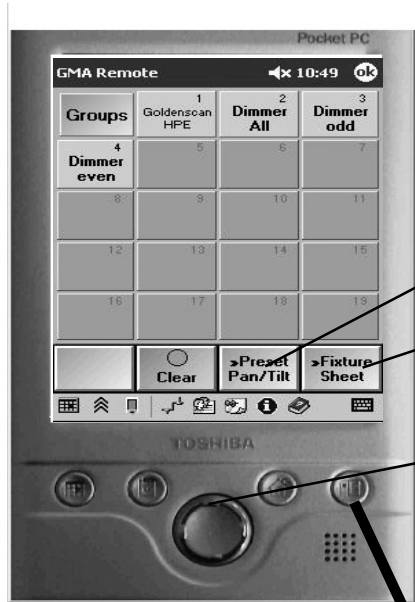 Pocket PC
GMA Remote 10:49 ok
Groups
1
Goldenscan
HPE
2
Dimmer
All
3
Dimmer
odd
4
Dimmer
even
5
6
7
8
9
10
11
12
13
14
15
16
17
18
19
Clear
»Preset
Pan/Tilt
»Fixture
Sheet
TOSHIBA